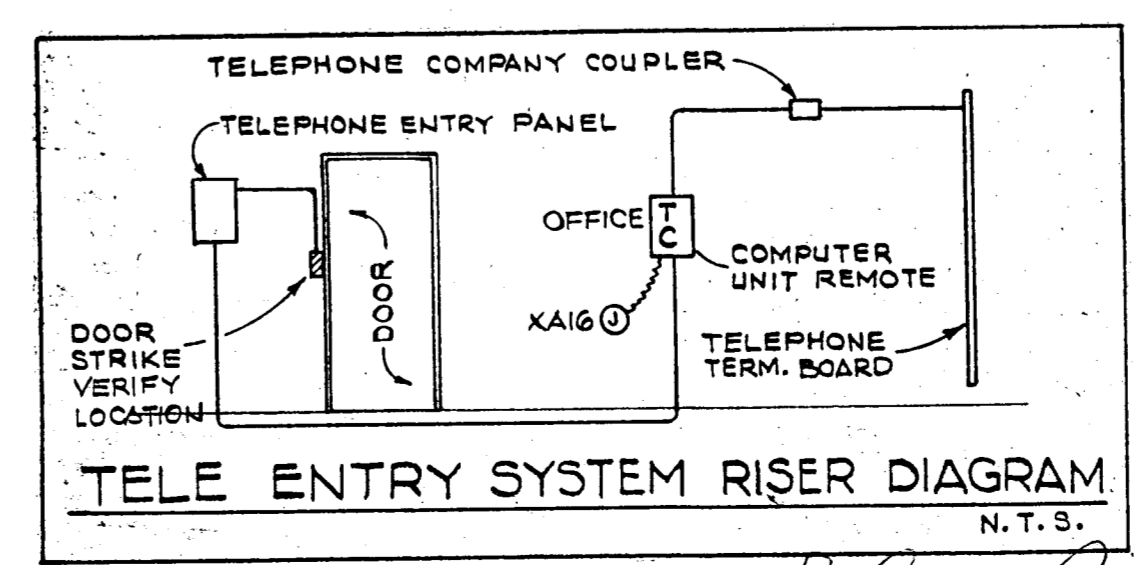 TELEPHONE COMPANY COUPLER
TELEPHONE ENTRY PANEL
OFFICE
T
C
COMPUTER
UNIT REMOTE
XA16 J
DOOR
DOOR
STRIKE
VERIFY
LOCATION
TELEPHONE
TERM. BOARD
TELE ENTRY SYSTEM RISER DIAGRAM
N.T.S.